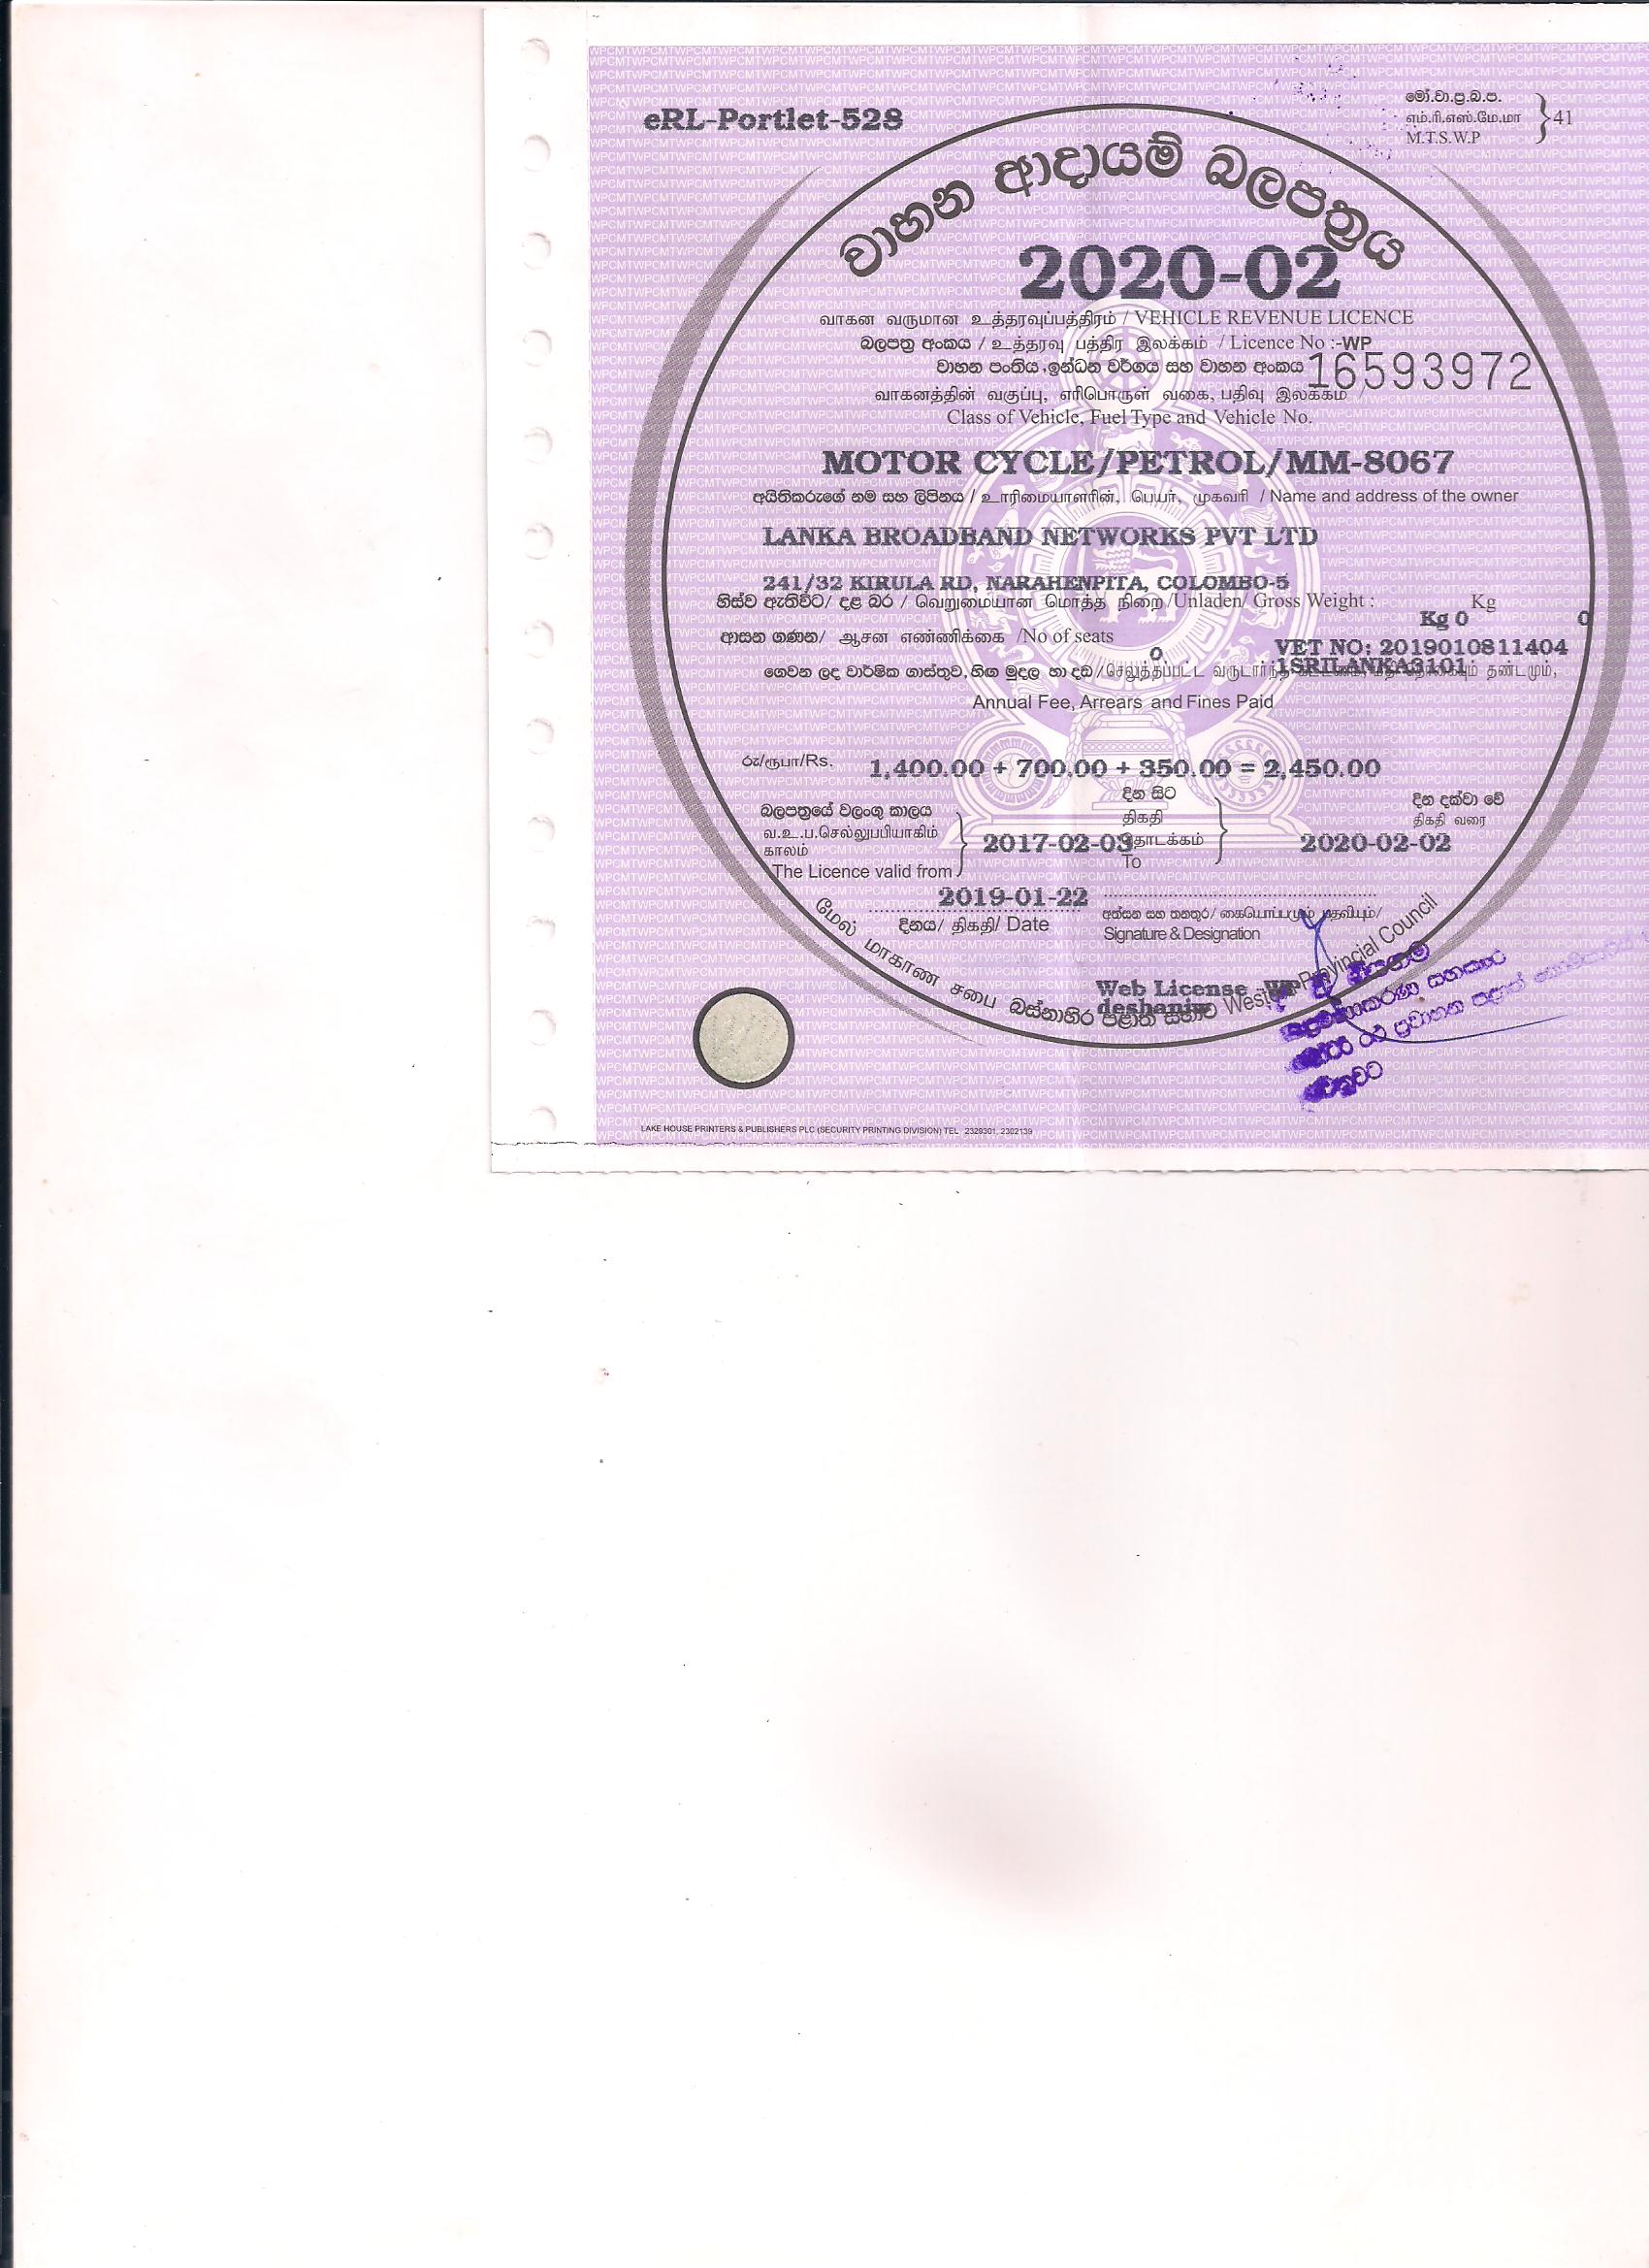 eRL-Portlet-528
මෝ.වා.ප්‍ර.බ.ප.
எம்.ரி.எஸ்.மே.மா
M.T.S.W.P
41
වාහන ආදායම් බලපත්‍රය
2020-02
வாகன வருமான உத்தரவுப்பத்திரம் / VEHICLE REVENUE LICENCE
බලපත්‍ර අංකය / உத்தரவு பத்திர இலக்கம் / Licence No :-WP
වාහන පංතිය,ඉන්ධන වර්ගය සහ වාහන අංකය 16593972
வாகனத்தின் வகுப்பு, எரிபொருள் வகை, பதிவு இலக்கம் /
Class of Vehicle, Fuel Type and Vehicle No.
MOTOR CYCLE/PETROL/MM-8067
අයිතිකරුගේ නම සහ ලිපිනය / உாரிமையாளரின், பெயர், முகவரி / Name and address of the owner
LANKA BROADBAND NETWORKS PVT LTD
241/32 KIRULA RD, NARAHENPITA, COLOMBO-5
හිස්ව ඇතිවිට/ දළ බර / வெறுமையான மொத்த நிறை /Unladen/ Gross Weight : Kg
Kg 0 0
ආසන ගණන/ ஆசன எண்ணிக்கை /No of seats
0
VET NO: 2019010811404
1SRILANKA3101
ගෙවන ලද වාර්ෂික ගාස්තුව, හිඟ මුදල හා දඩ /செலுத்தப்பட்ட வருடார்ந்த தண்டமும்,
Annual Fee, Arrears and Fines Paid
රු/ரூபா/Rs. 1,400.00 + 700.00 + 350.00 = 2,450.00
බලපත්‍රයේ වලංගු කාලය
வ.உ.ப.செல்லுபபியாகிம்
காலம்
The Licence valid from
2017-02-03
දින සිට
திகதி
தொடக்கம்
To
දින දක්වා වේ
திகதி வரை
2020-02-02
2019-01-22
දිනය/ திகதி/ Date
අත්සන සහ තනතුර/ கையொப்பமும் பதவியும்/
Signature & Designation
Web License -WP
deshaniw
மேல் மாகாண சபை බස්නාහිර පළාත් සභාව Western Provincial Council
LAKE HOUSE PRINTERS & PUBLISHERS PLC (SECURITY PRINTING DIVISION) TEL : 2329301, 2302139